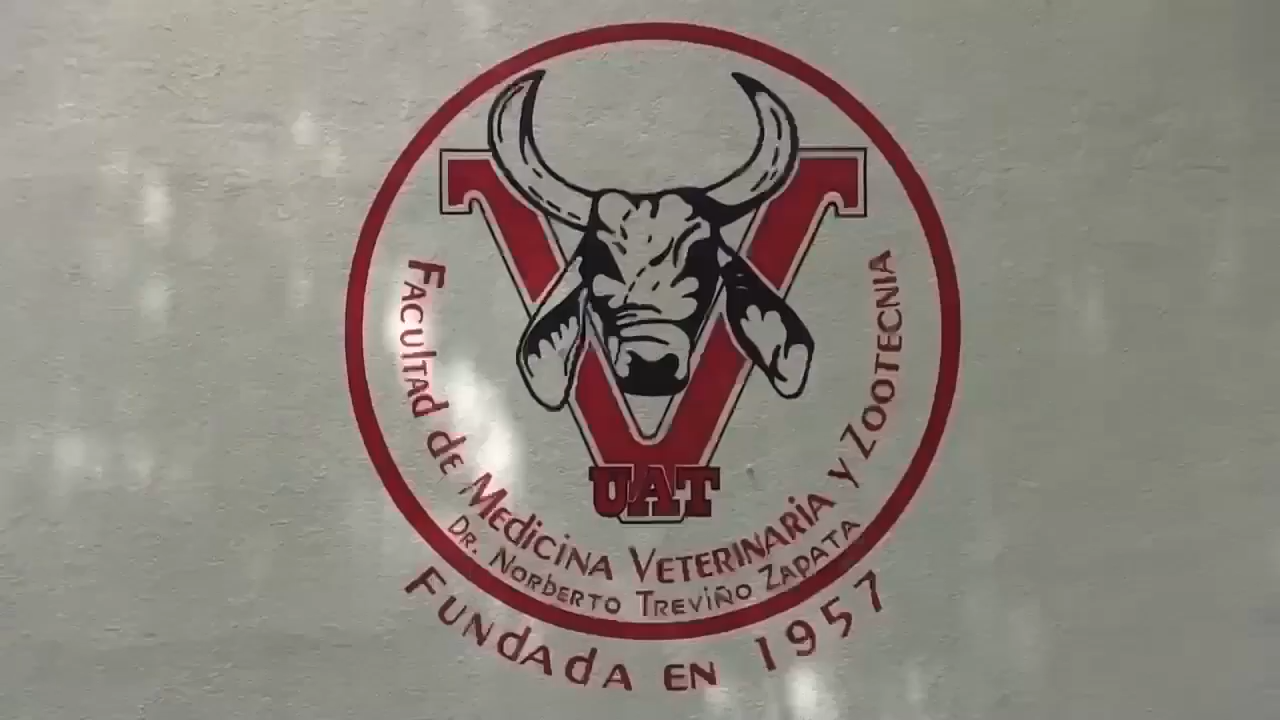 V
UAT
Facultad de Medicina Veterinaria y Zootecnia
Dr. Norberto Treviño Zapata
Fundada en 1957